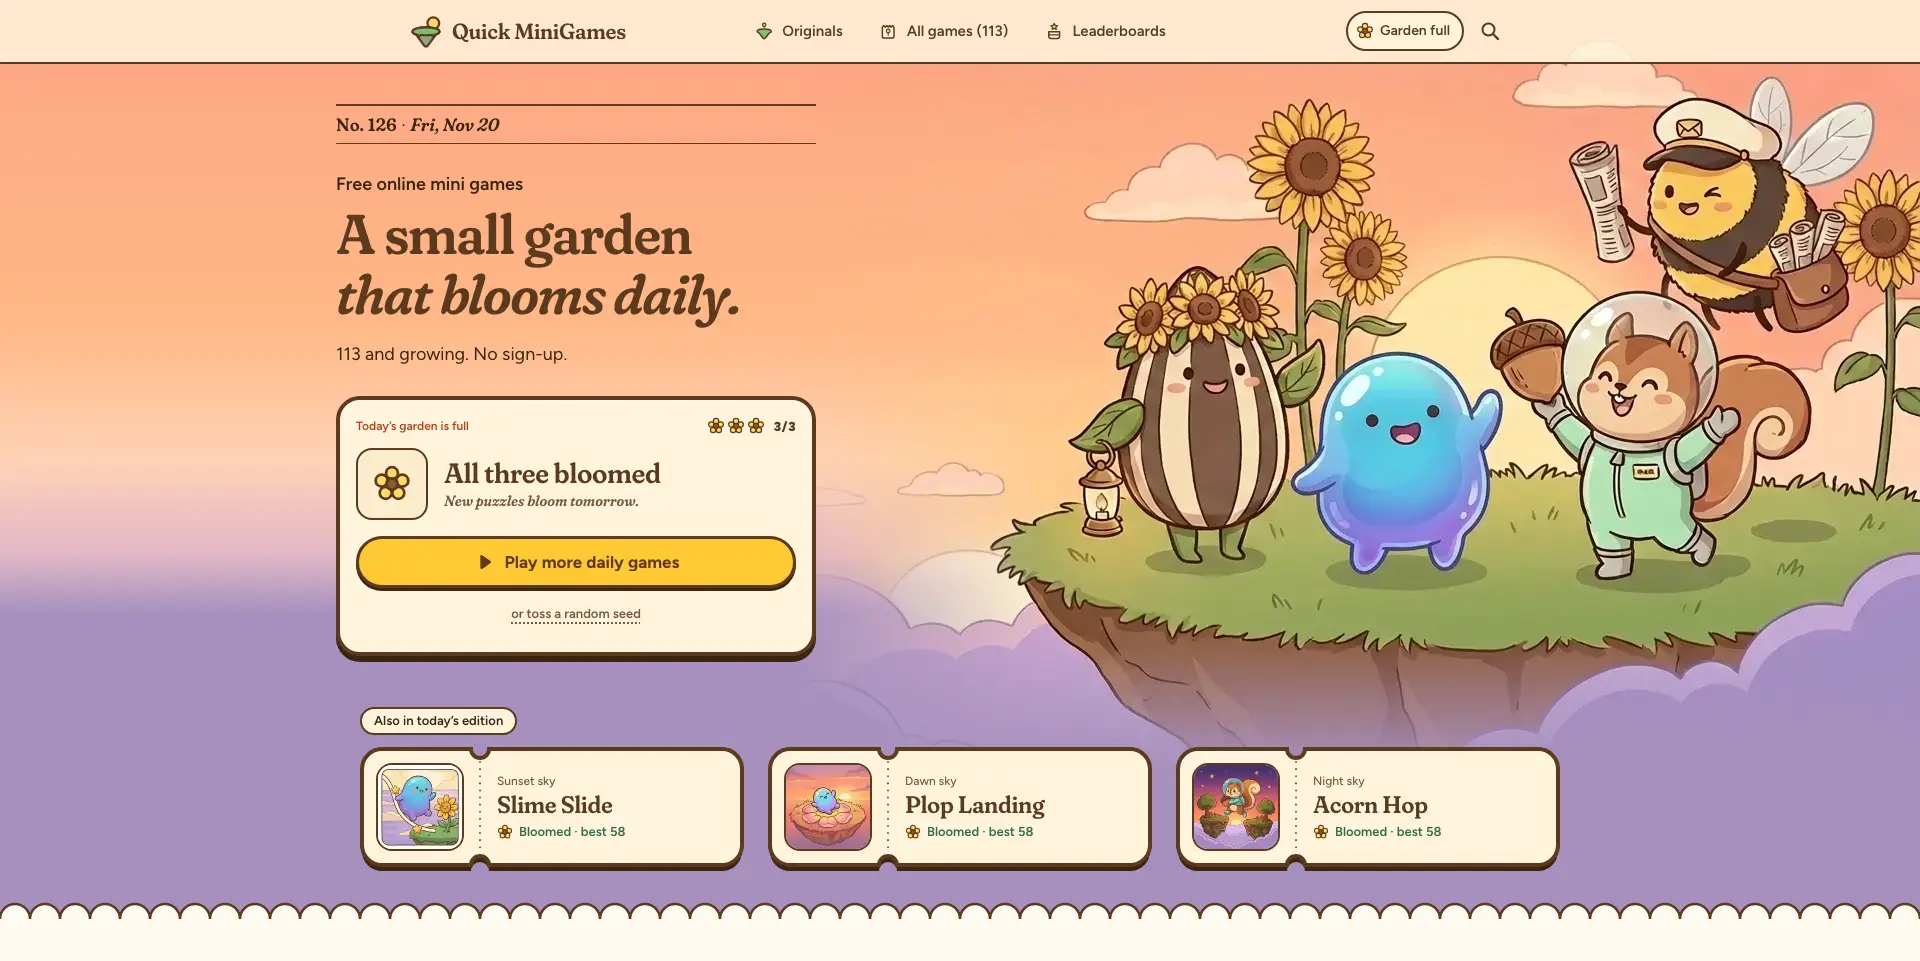 Quick MiniGames
Originals
All games (113)
Leaderboards
Garden full
No. 126 · Fri, Nov 20
Free online mini games
A small garden
that blooms daily.
113 and growing. No sign-up.
Today's garden is full
3/3
All three bloomed
New puzzles bloom tomorrow.
Play more daily games
or toss a random seed
Also in today's edition
Sunset sky
Slime Slide
Bloomed · best 58
Dawn sky
Plop Landing
Bloomed · best 58
Night sky
Acorn Hop
Bloomed · best 58